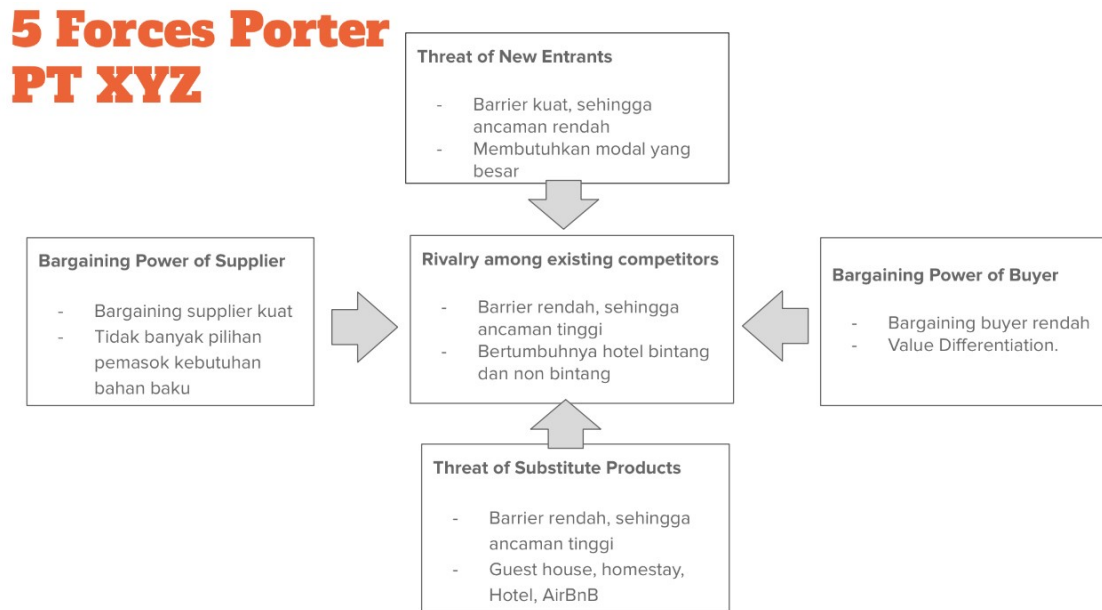 5 Forces Porter
PT XYZ
Threat of New Entrants
- Barrier kuat, sehingga
ancaman rendah
- Membutuhkan modal yang
besar
Bargaining Power of Supplier
- Bargaining supplier kuat
- Tidak banyak pilihan
pemasok kebutuhan
bahan baku
Rivalry among existing competitors
- Barrier rendah, sehingga
ancaman tinggi
- Bertumbuhnya hotel bintang
dan non bintang
Bargaining Power of Buyer
- Bargaining buyer rendah
- Value Differentiation.
Threat of Substitute Products
- Barrier rendah, sehingga
ancaman tinggi
- Guest house, homestay,
Hotel, AirBnB